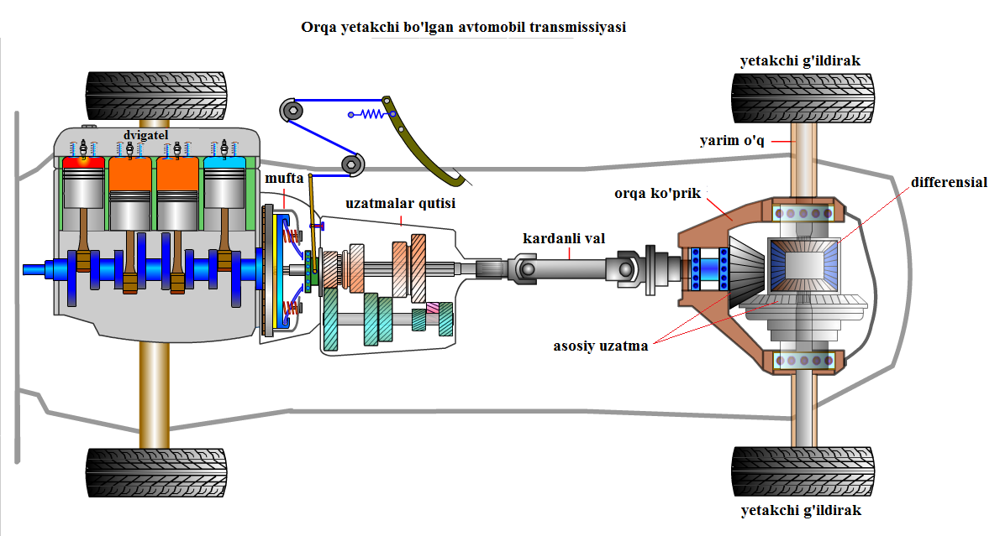 Orqa yetakchi bo'lgan avtomobil transmissiyasi
yetakchi g'ildirak
dvigatel
yarim o'q
mufta
differensial
orqa ko'prik
uzatmalar qutisi
kardanli val
asosiy uzatma
yetakchi g'ildirak